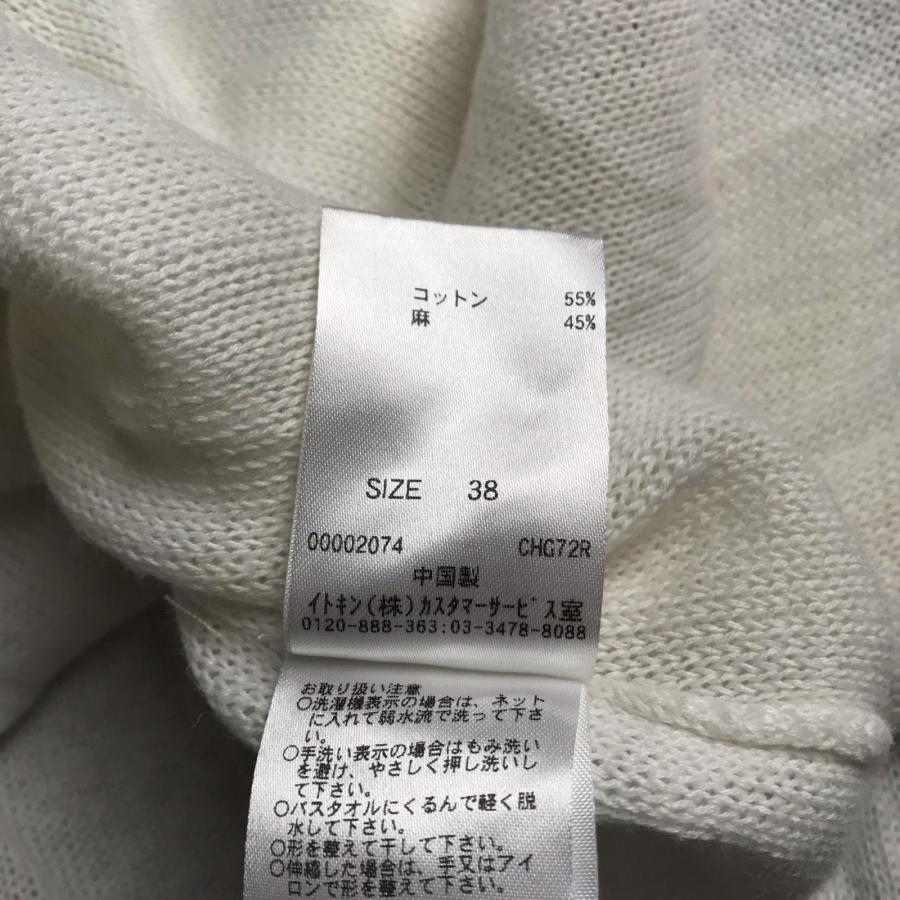 コットン 55%
麻 45%
SIZE 38
00002074 CHG72R
中国製
イトキン(株)カスタマーサービス室
0120-888-363:03-3478-8088
お取り扱い注意
○洗濯機表示の場合は、ネット
に入れて弱水流で洗って下さ
い。
○手洗い表示の場合はもみ洗い
を避け、やさしく押し洗いし
て下さい。
○バスタオルにくるんで軽く脱
水して下さい。
○形を整えて干して下さい。
○伸縮した場合は、手又はアイ
ロンで形を整えて下さい。